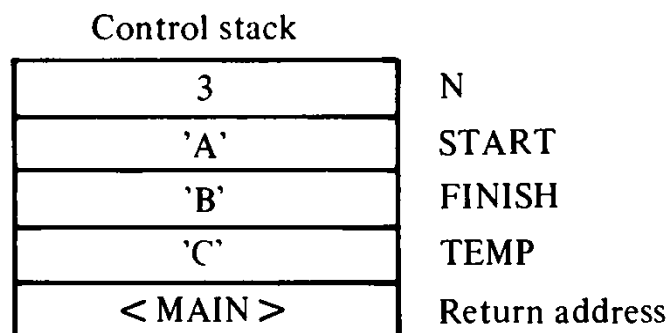 Control stack
3 N
'A' START
'B' FINISH
'C' TEMP
<MAIN> Return address